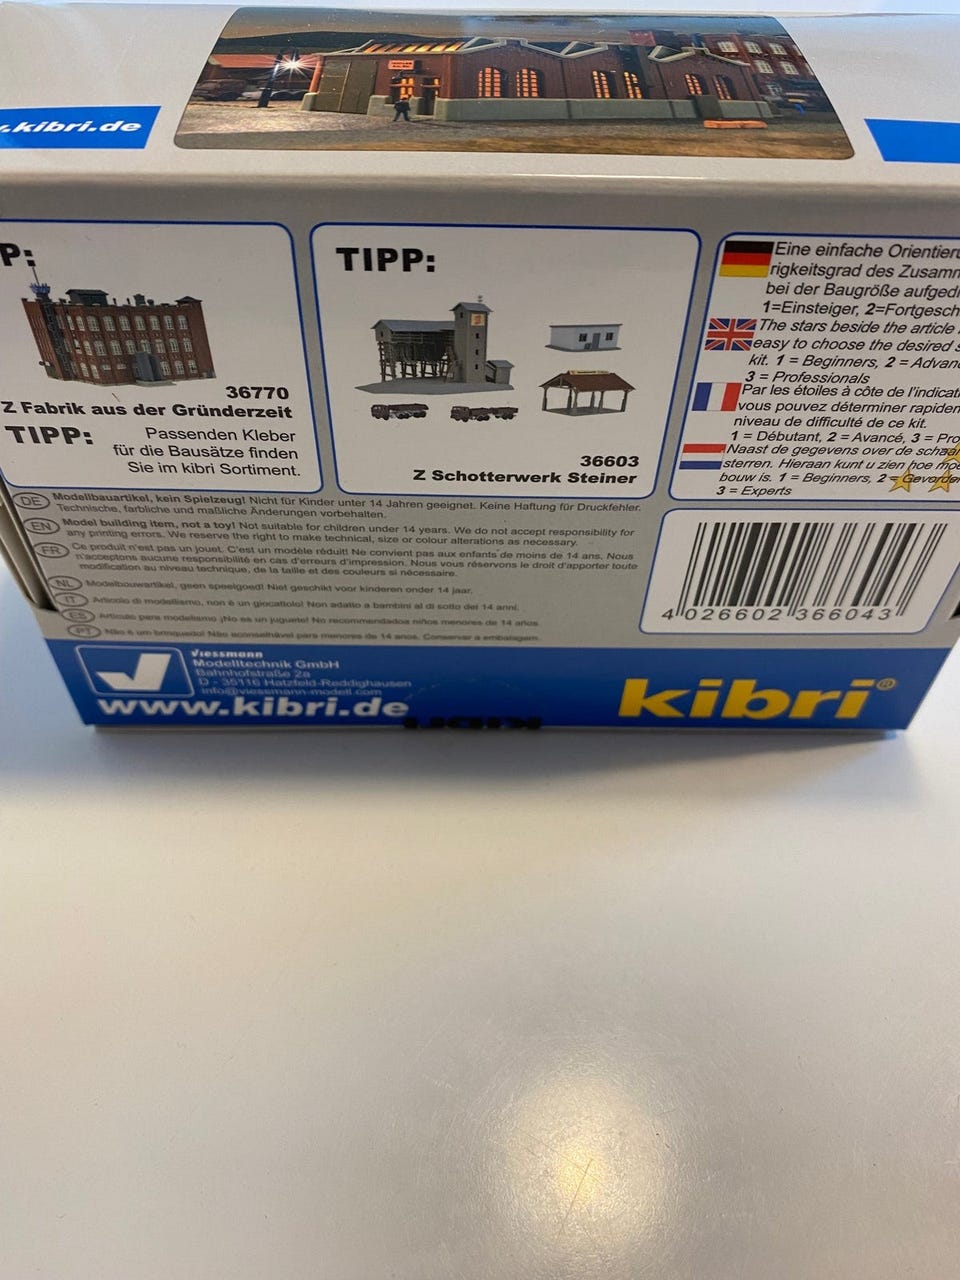 .kibri.de
P:
36770
Z Fabrik aus der Gründerzeit
TIPP:
Passenden Kleber
für die Bausätze finden
Sie im kibri Sortiment.
TIPP:
36603
Z Schotterwerk Steiner
Eine einfache Orientier
rigkeitsgrad des Zusamm
bei der Baugröße aufged
1=Einsteiger, 2=Fortgesch
The stars beside the article
easy to choose the desired s
kit. 1 = Beginners, 2 = Advan
3 = Professionals
Par les étoiles à côte de l'indicat
vous pouvez déterminer rapiden
niveau de difficulté de ce kit.
1 = Débutant, 2 = Avancé, 3 = Pro
Naast de gegevens over de schaa
sterren. Hieraan kunt u zien hoe moe
bouw is. 1 = Beginners, 2 = Gevorder
3 = Experts
DE Modellbauartikel, kein Spielzeug! Nicht für Kinder unter 14 Jahren geeignet. Keine Haftung für Druckfehler.
Technische, farbliche und maßliche Änderungen vorbehalten.
EN Model building item, not a toy! Not suitable for children under 14 years. We do not accept responsibility for
any printing errors. We reserve the right to make technical, size or colour alterations as necessary.
FR Ce produit n'est pas un jouet. C'est un modèle réduit! Ne convient pas aux enfants de moins de 14 ans. Nous
n'acceptons aucune responsabilité en cas d'erreurs d'impression. Nous vous réservons le droit d'apporter toute
modification au niveau technique, de la taille et des couleurs si nécessaire.
NL Modelbouwartikel, geen speelgoed! Niet geschikt voor kinderen onder 14 jaar.
IT Articolo di modellismo, non è un giocattolo! Non adatto a bambini al di sotto dei 14 anni.
ES Artículo para modelismo ¡No es un juguete! No recomendados niños menores de 14 años.
PT Não é um brinquedo! Não aconselhável para menores de 14 anos. Conservar a embalagem.
4 026602 366043
viessmann
Modelltechnik GmbH
Bahnhofstraße 2a
D - 35116 Hatzfeld-Reddighausen
info@viessmann-modell.com
www.kibri.de
kibri®